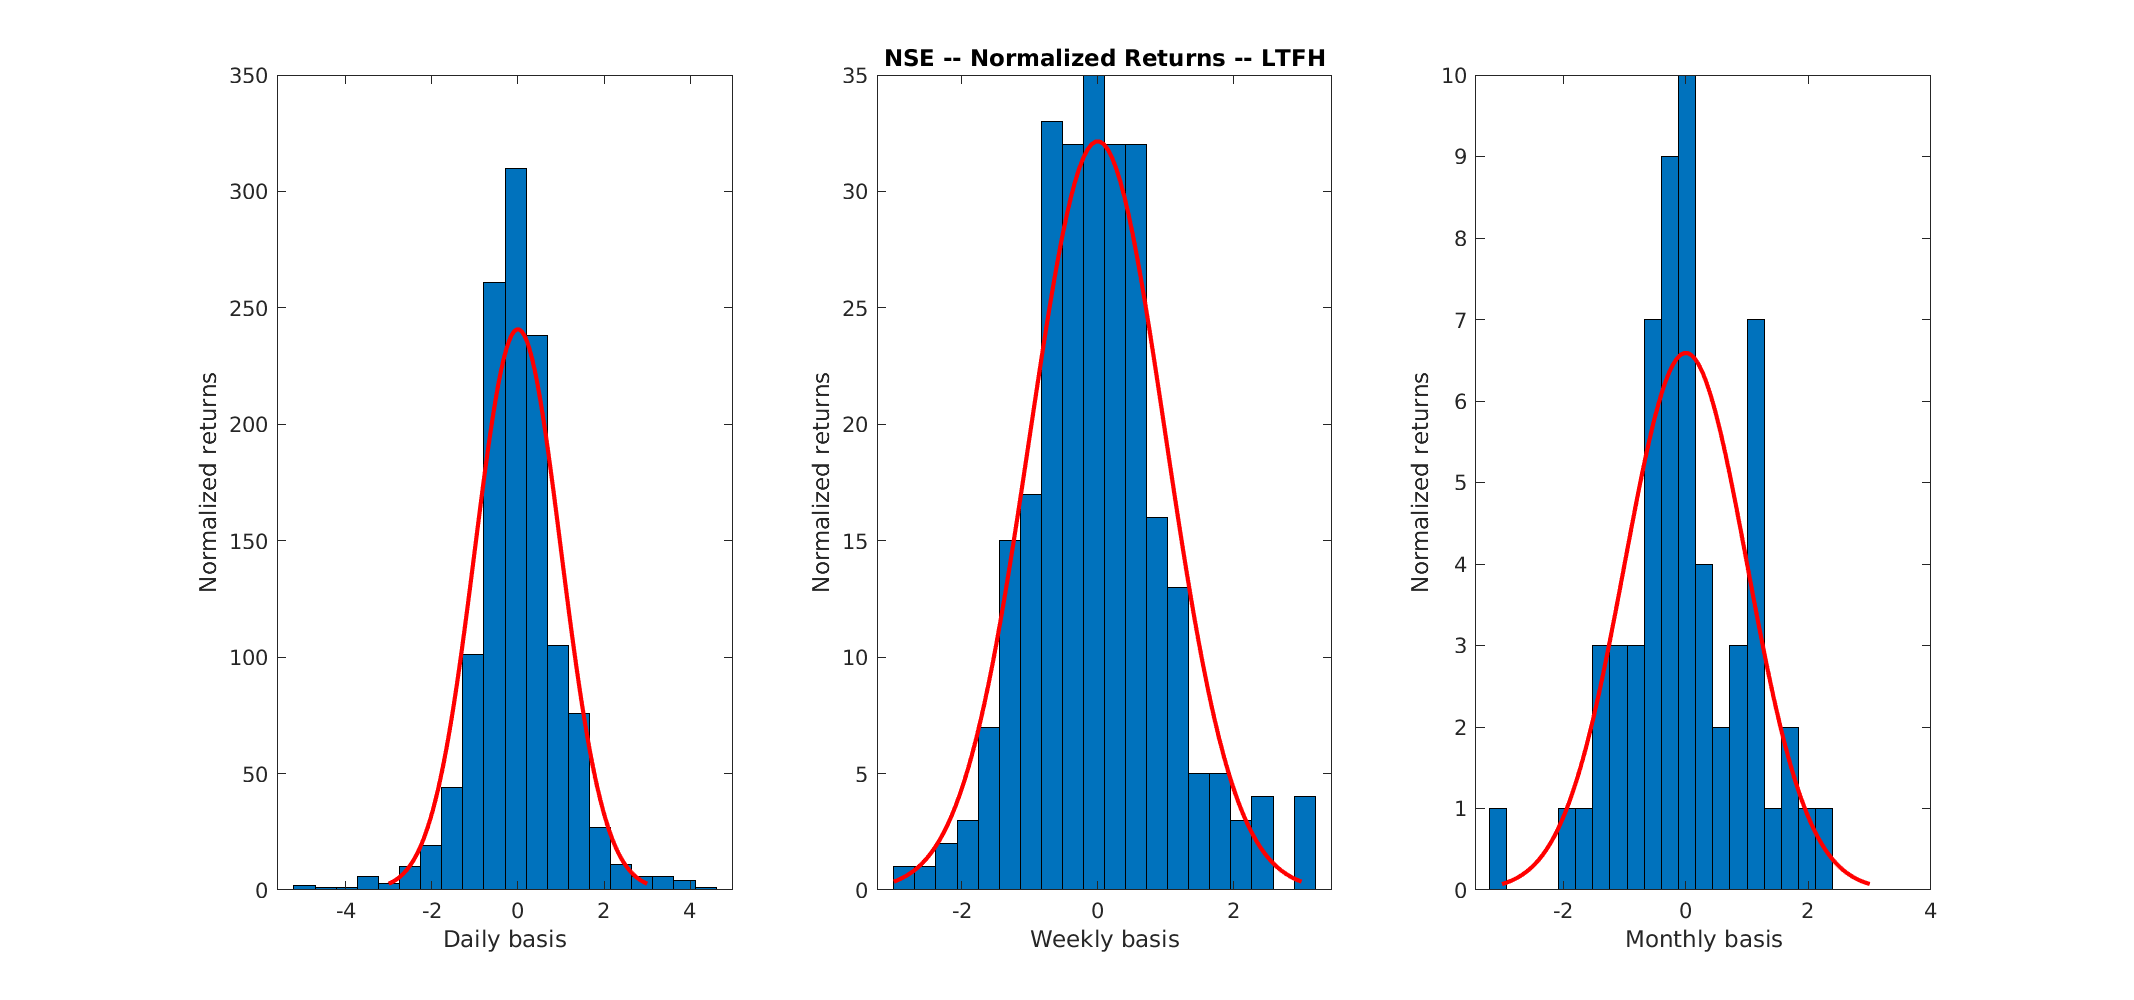 NSE -- Normalized Returns -- LTFH
350
300
250
200
150
100
50
0
Normalized returns
-4 -2 0 2 4
Daily basis
35
30
25
20
15
10
5
0
Normalized returns
-2 0 2
Weekly basis
10
9
8
7
6
5
4
3
2
1
0
Normalized returns
-2 0 2 4
Monthly basis